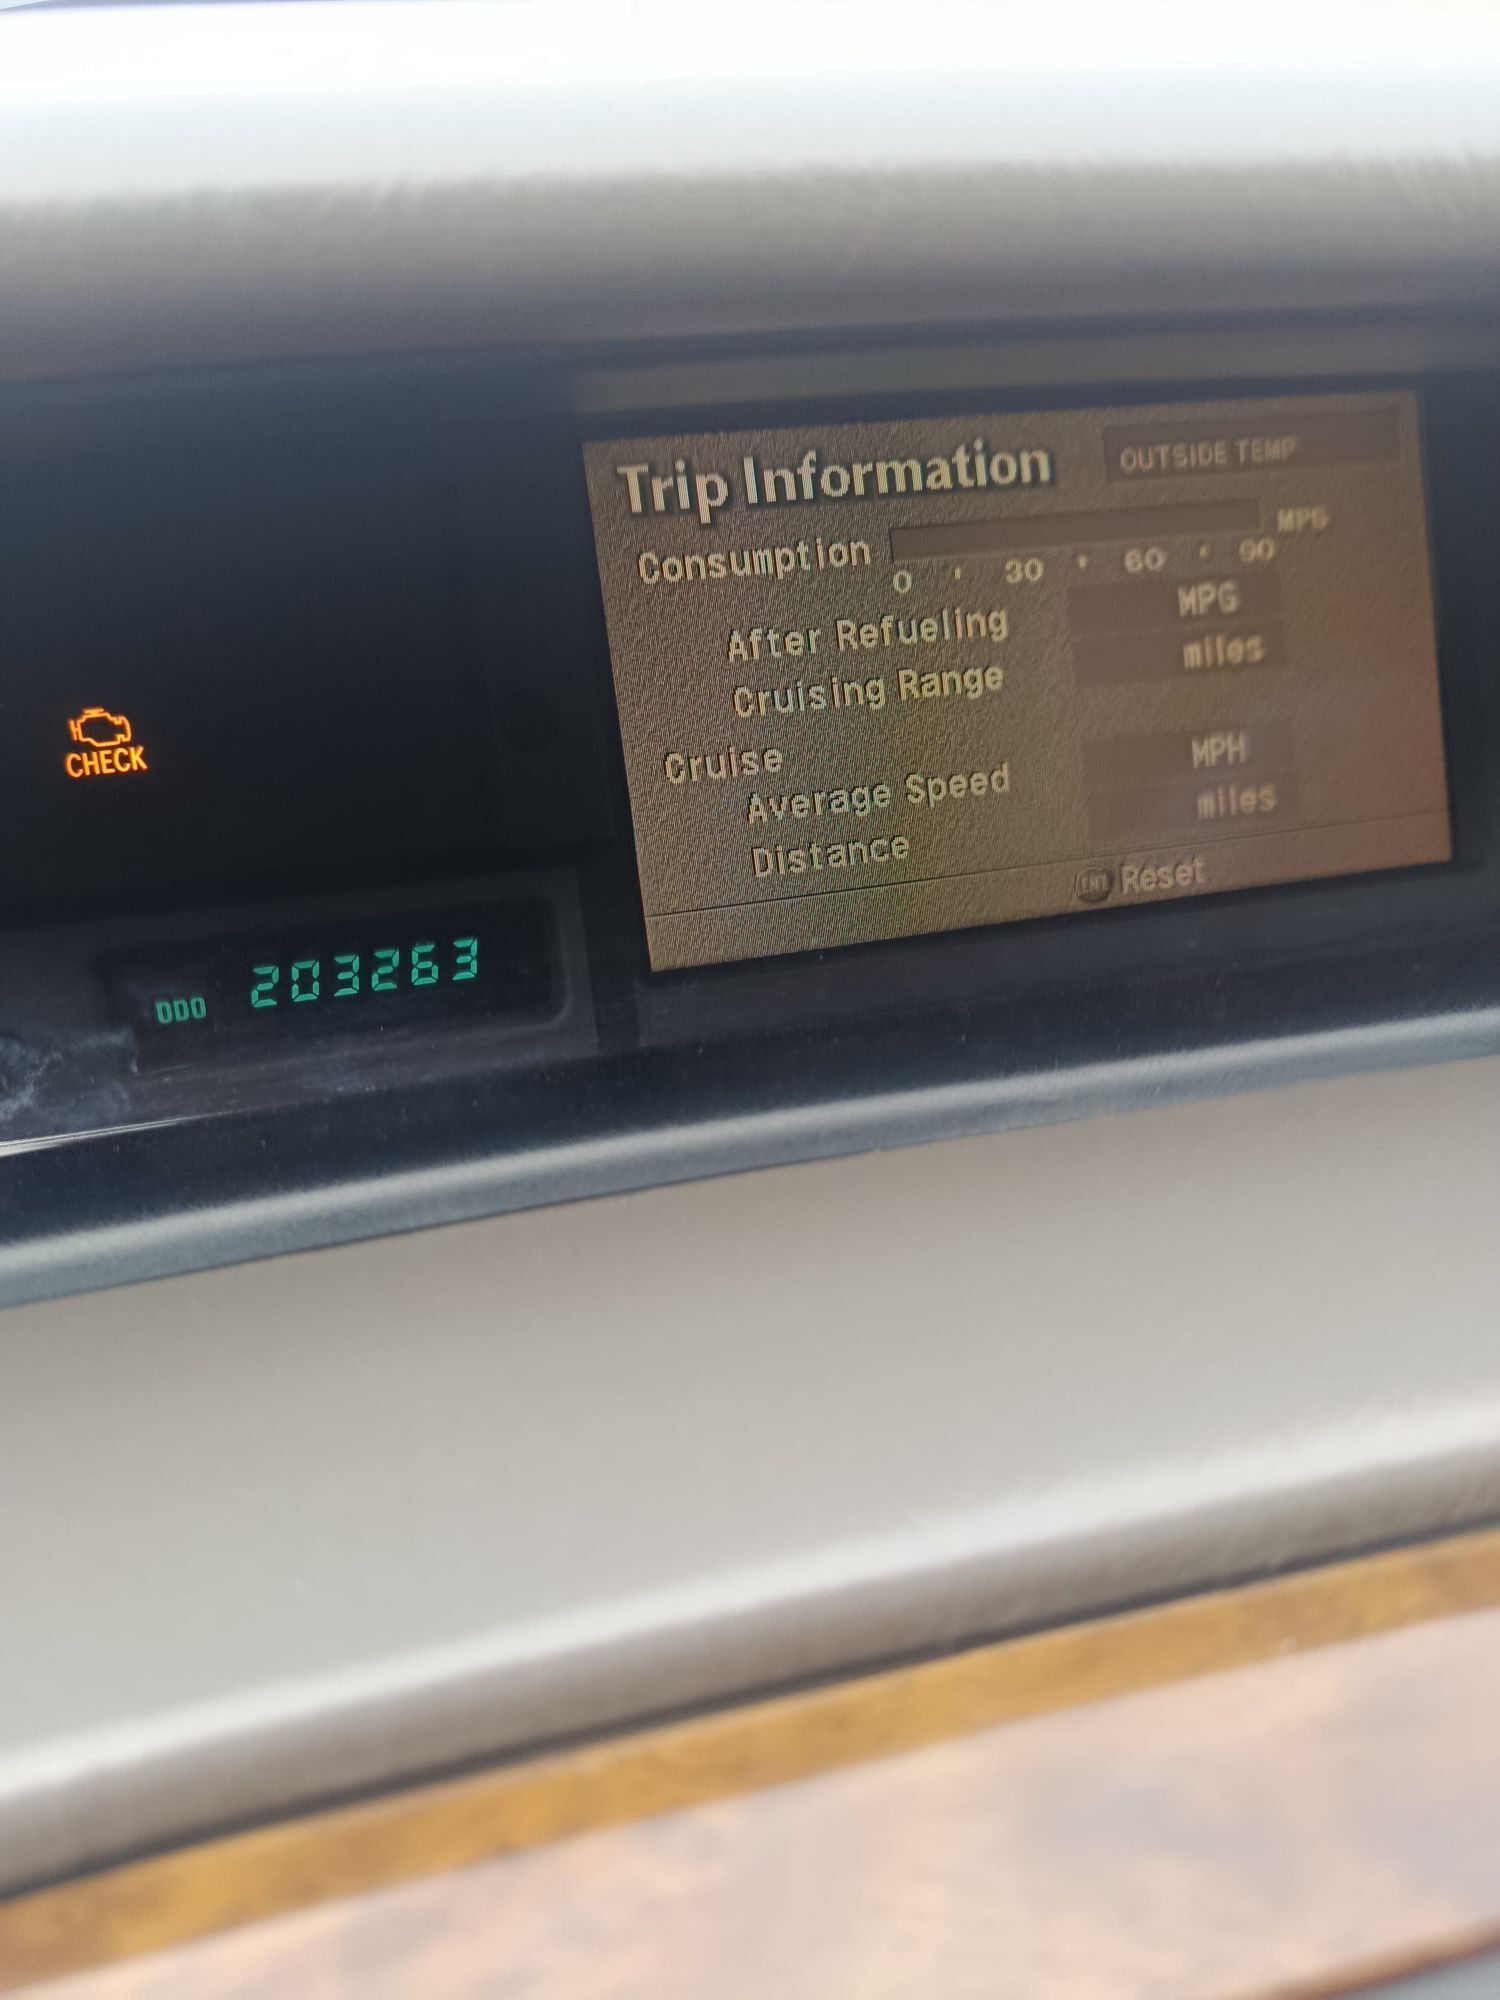 Trip Information
OUTSIDE TEMP
Consumption
MPG
0 30 60 90
After Refueling MPG
Cruising Range miles
Cruise
Average Speed MPH
Distance miles
ENT Reset
CHECK
ODO 203263